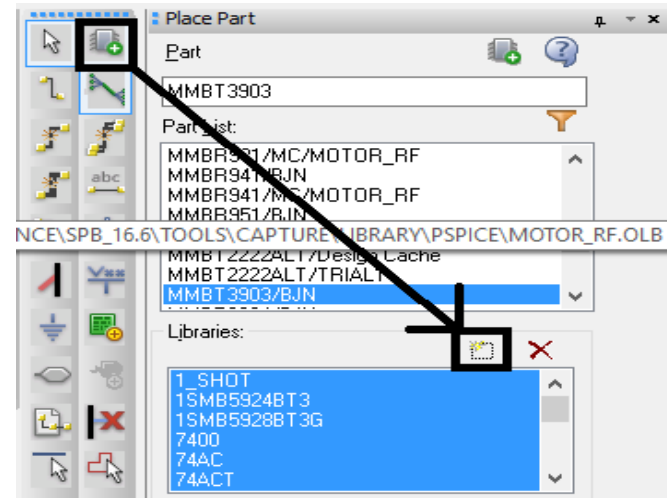 Place Part
Part
MMBT3903
Part List:
MMBR931/MC/MOTOR_RF
MMBR941/BJN
MMBR941/MC/MOTOR_RF
MMBR951/BJN
abc
NCE\SPB_16.6\TOOLS\CAPTURE\LIBRARY\PSPICE\MOTOR_RF.OLB
MMBT2222ALT/Design Cache
MMBT2222ALT/TRIALT
MMBT3903/BJN
Libraries:
1_SHOT
1SMB5924BT3
1SMB5928BT3G
7400
74AC
74ACT